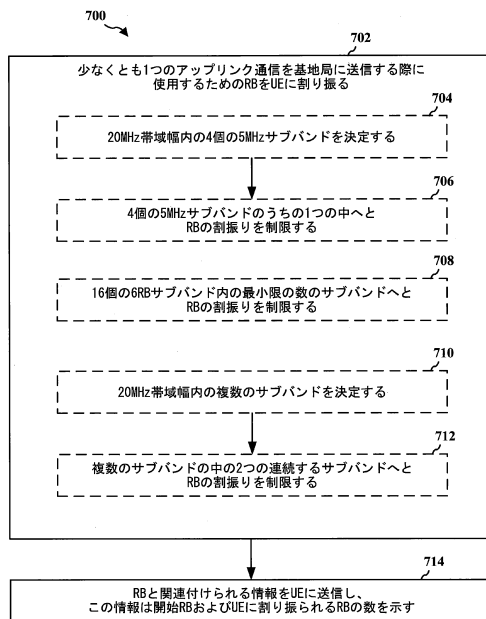 700
702
少なくとも1つのアップリンク通信を基地局に送信する際に
使用するためのRBをUEに割り振る
704
20MHz帯域幅内の4個の5MHzサブバンドを決定する
706
4個の5MHzサブバンドのうちの1つの中へと
RBの割振りを制限する
708
16個の6RBサブバンド内の最小限の数のサブバンドへと
RBの割振りを制限する
710
20MHz帯域幅内の複数のサブバンドを決定する
712
複数のサブバンドの中の2つの連続するサブバンドへと
RBの割振りを制限する
714
RBと関連付けられる情報をUEに送信し、
この情報は開始RBおよびUEに割り振られるRBの数を示す